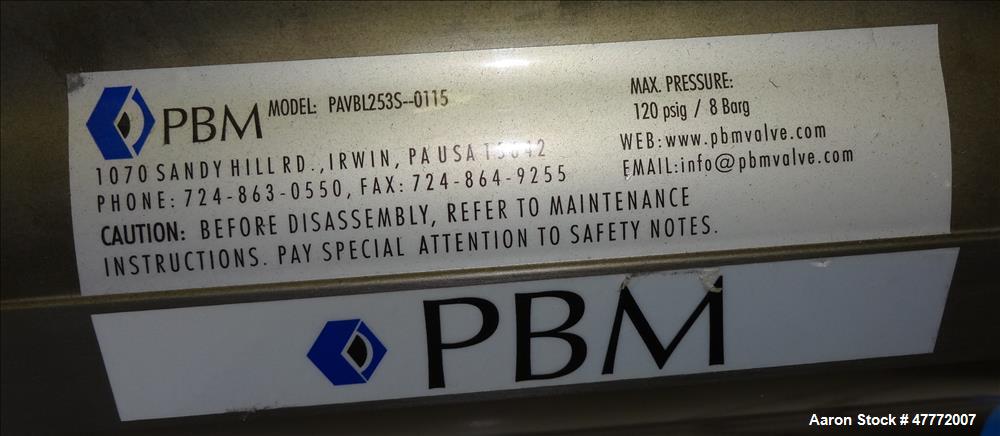 PBM MODEL: PAVBL253S--0115
1070 SANDY HILL RD., IRWIN, PA USA 15642
PHONE: 724-863-0550, FAX: 724-864-9255
CAUTION: BEFORE DISASSEMBLY, REFER TO MAINTENANCE
INSTRUCTIONS. PAY SPECIAL ATTENTION TO SAFETY NOTES.
MAX. PRESSURE:
120 psig / 8 Barg
WEB: www.pbmvalve.com
EMAIL: info@pbmvalve.com
PBM
Aaron Stock # 47772007